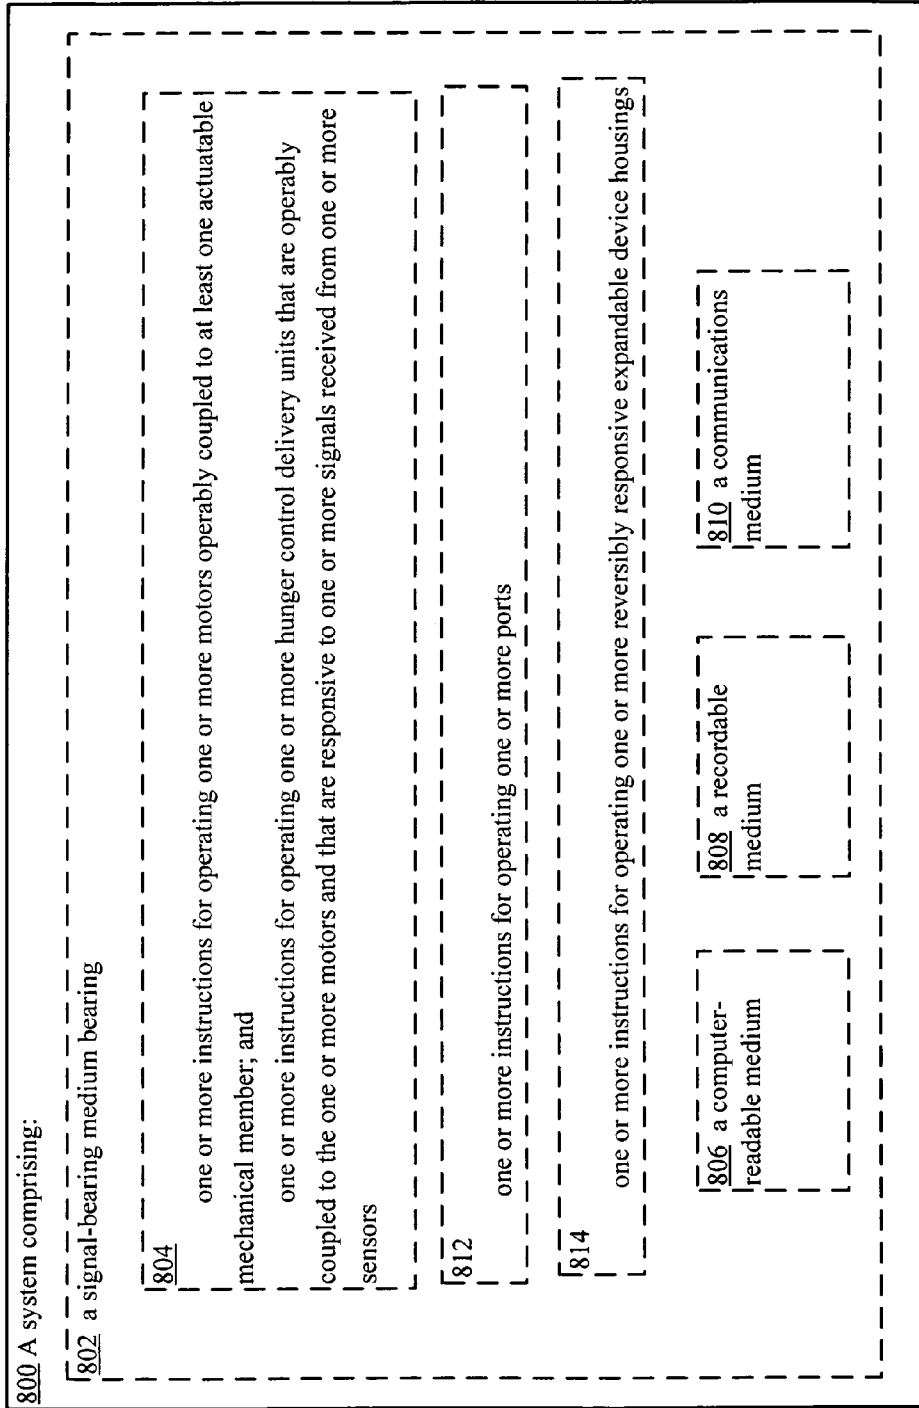 800 A system comprising:
802 a signal-bearing medium bearing
804
one or more instructions for operating one or more motors operably coupled to at least one actuatable
mechanical member; and
one or more instructions for operating one or more hunger control delivery units that are operably
coupled to the one or more motors and that are responsive to one or more signals received from one or more
sensors
812
one or more instructions for operating one or more ports
814
one or more instructions for operating one or more reversibly responsive expandable device housings
806 a computer-
readable medium
808 a recordable
medium
810 a communications
medium